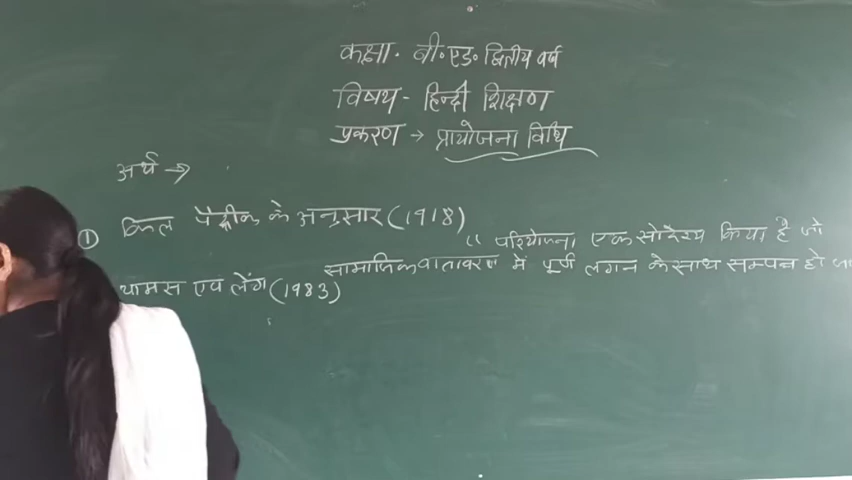 कक्षा. बी.एड. द्वितीय वर्ष
विषय - हिन्दी शिक्षण
प्रकरण → प्रायोजना विधि
अर्थ →
① किल पैट्रीक के अनुसार (1918)
“ परियोजना एक सोद्देश्य क्रिया है जो
सामाजिक वातावरण में पूर्ण लगन के साथ सम्पन्न हो जा
थामस एव लेंग (1983)